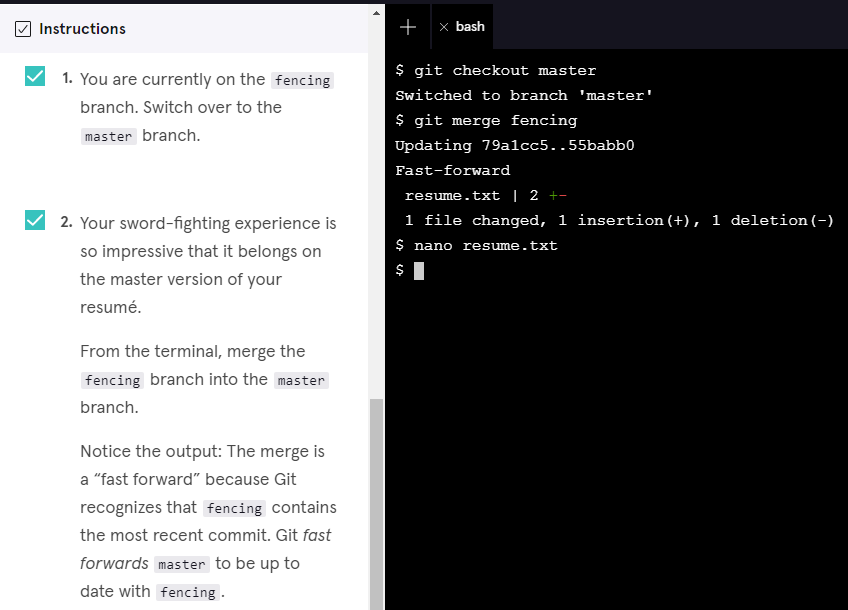 Instructions
1. You are currently on the fencing
branch. Switch over to the
master branch.
2. Your sword-fighting experience is
so impressive that it belongs on
the master version of your
resumé.
From the terminal, merge the
fencing branch into the master
branch.
Notice the output: The merge is
a “fast forward” because Git
recognizes that fencing contains
the most recent commit. Git fast
forwards master to be up to
date with fencing.
+ × bash
$ git checkout master
Switched to branch 'master'
$ git merge fencing
Updating 79a1cc5..55babb0
Fast-forward
resume.txt | 2 +-
1 file changed, 1 insertion(+), 1 deletion(-)
$ nano resume.txt
$